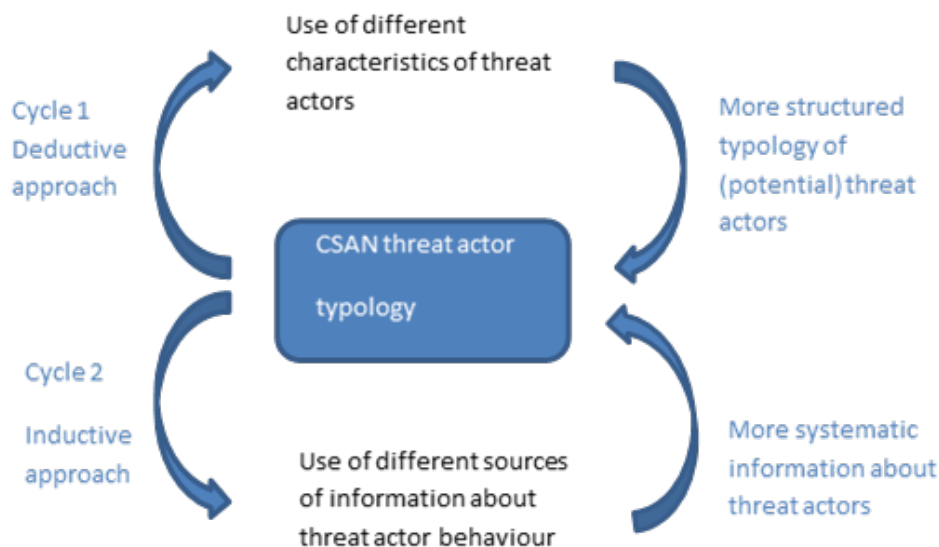 Use of different
characteristics of threat
actors
Cycle 1
Deductive
approach
More structured
typology of
(potential) threat
actors
CSAN threat actor
typology
Cycle 2
Inductive
approach
Use of different sources
of information about
threat actor behaviour
More systematic
information about
threat actors